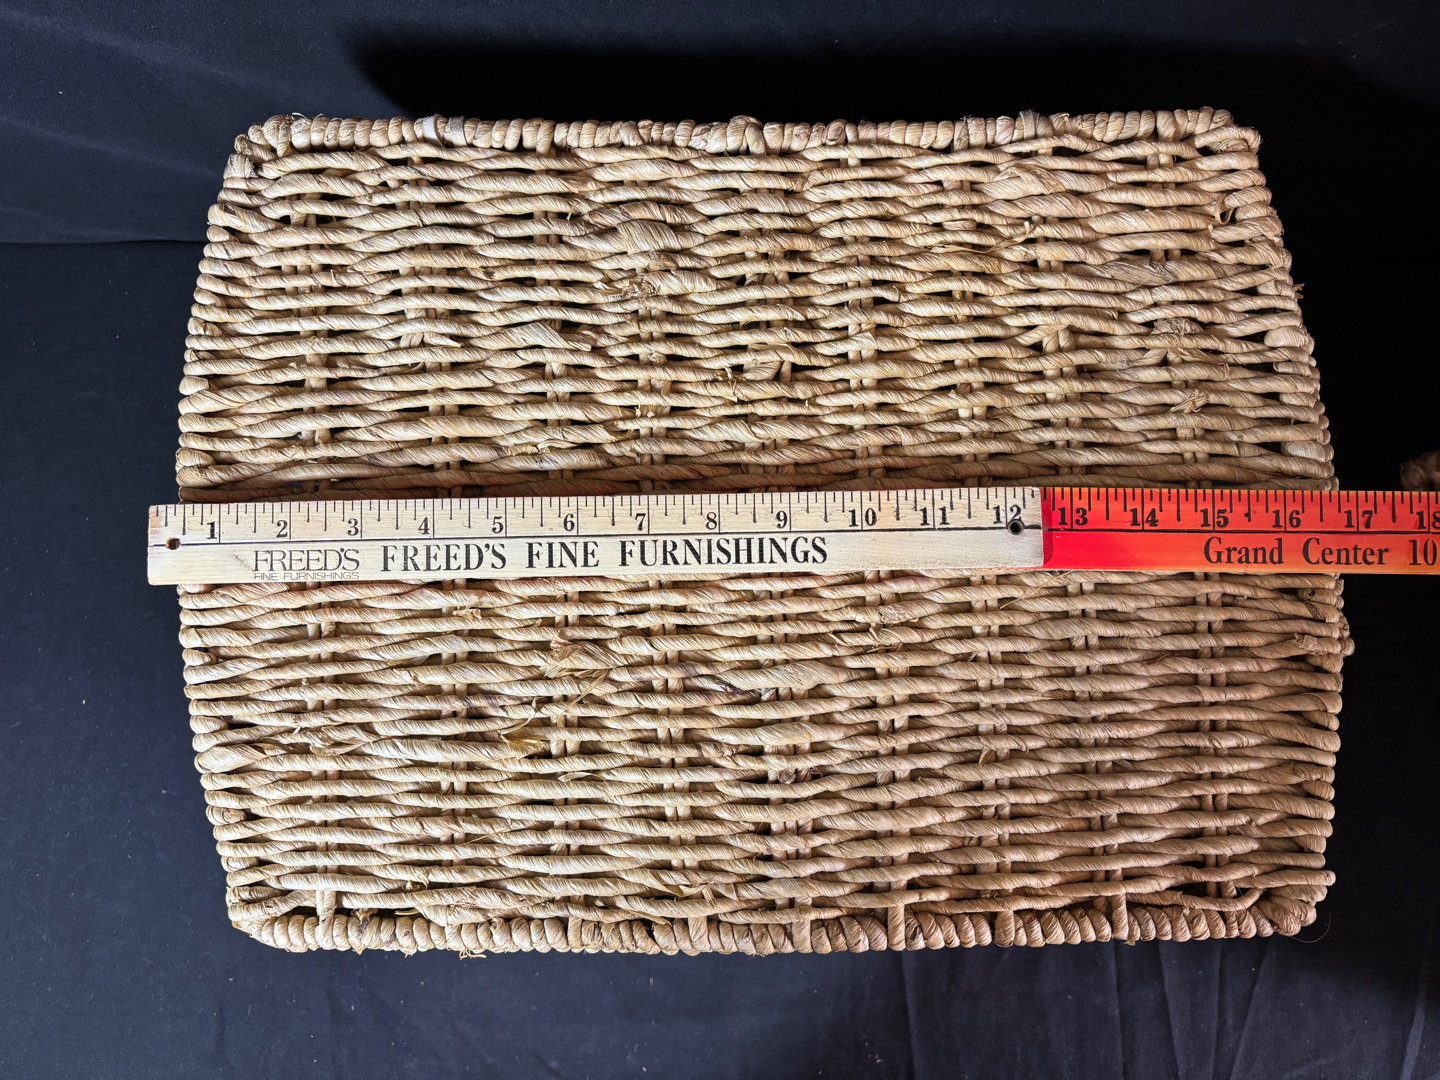 1 2 3 4 5 6 7 8 9 10 11 12 13 14 15 16 17 18
FREED'S FREED'S FINE FURNISHINGS Grand Center 10
FINE FURNISHINGS